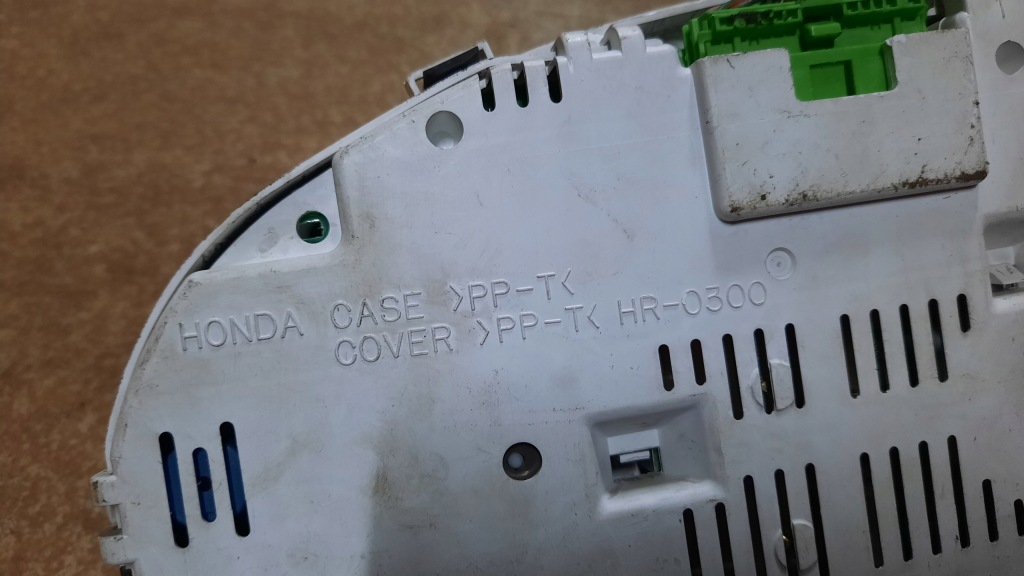 HONDA CASE >PP-T<
COVER >PP-T< HR-0300